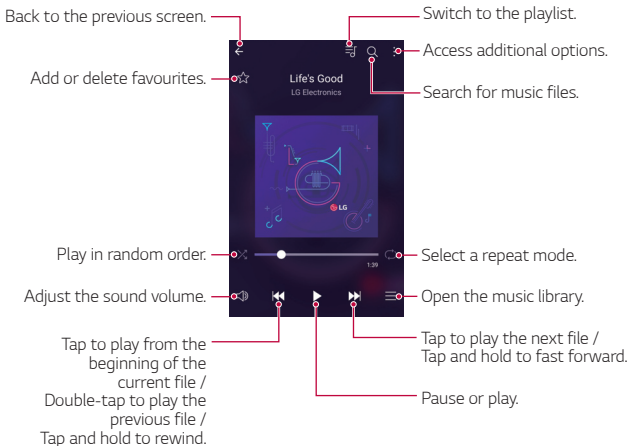 Back to the previous screen.
Switch to the playlist.
Access additional options.
Add or delete favourites.
Life's Good
LG Electronics
Search for music files.
LG
Play in random order.
Select a repeat mode.
1:39
Adjust the sound volume.
Open the music library.
Tap to play from the
beginning of the
current file /
Double-tap to play the
previous file /
Tap and hold to rewind.
Tap to play the next file /
Tap and hold to fast forward.
Pause or play.